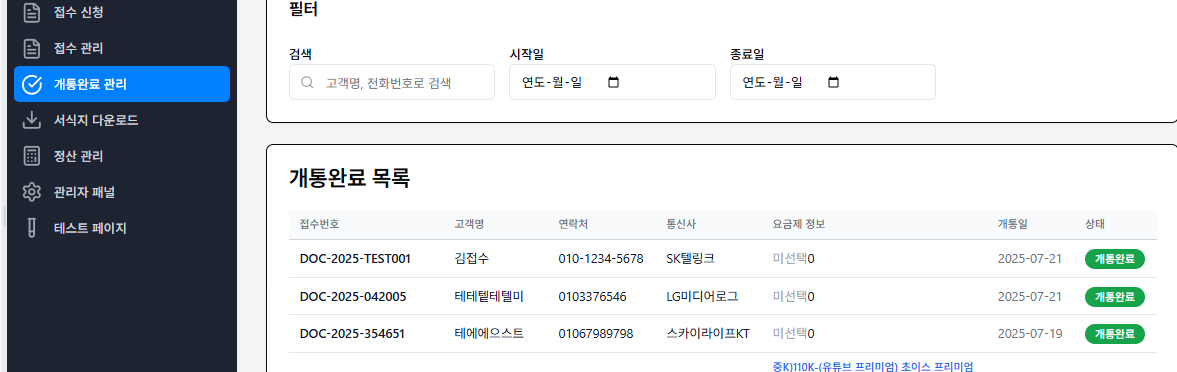 접수 신청
접수 관리
개통완료 관리
서식지 다운로드
정산 관리
관리자 패널
테스트 페이지
필터
검색 시작일 종료일
고객명, 전화번호로 검색 연도-월-일 연도-월-일
개통완료 목록
접수번호 고객명 연락처 통신사 요금제 정보 개통일 상태
DOC-2025-TEST001 김접수 010-1234-5678 SK텔링크 미선택0 2025-07-21 개통완료
DOC-2025-042005 테테텥테텔미 0103376546 LG미디어로그 미선택0 2025-07-21 개통완료
DOC-2025-354651 테에에으스트 01067989798 스카이라이프KT 미선택0 2025-07-19 개통완료
중K)110K-(유튜브 프리미엄) 초이스 프리미엄